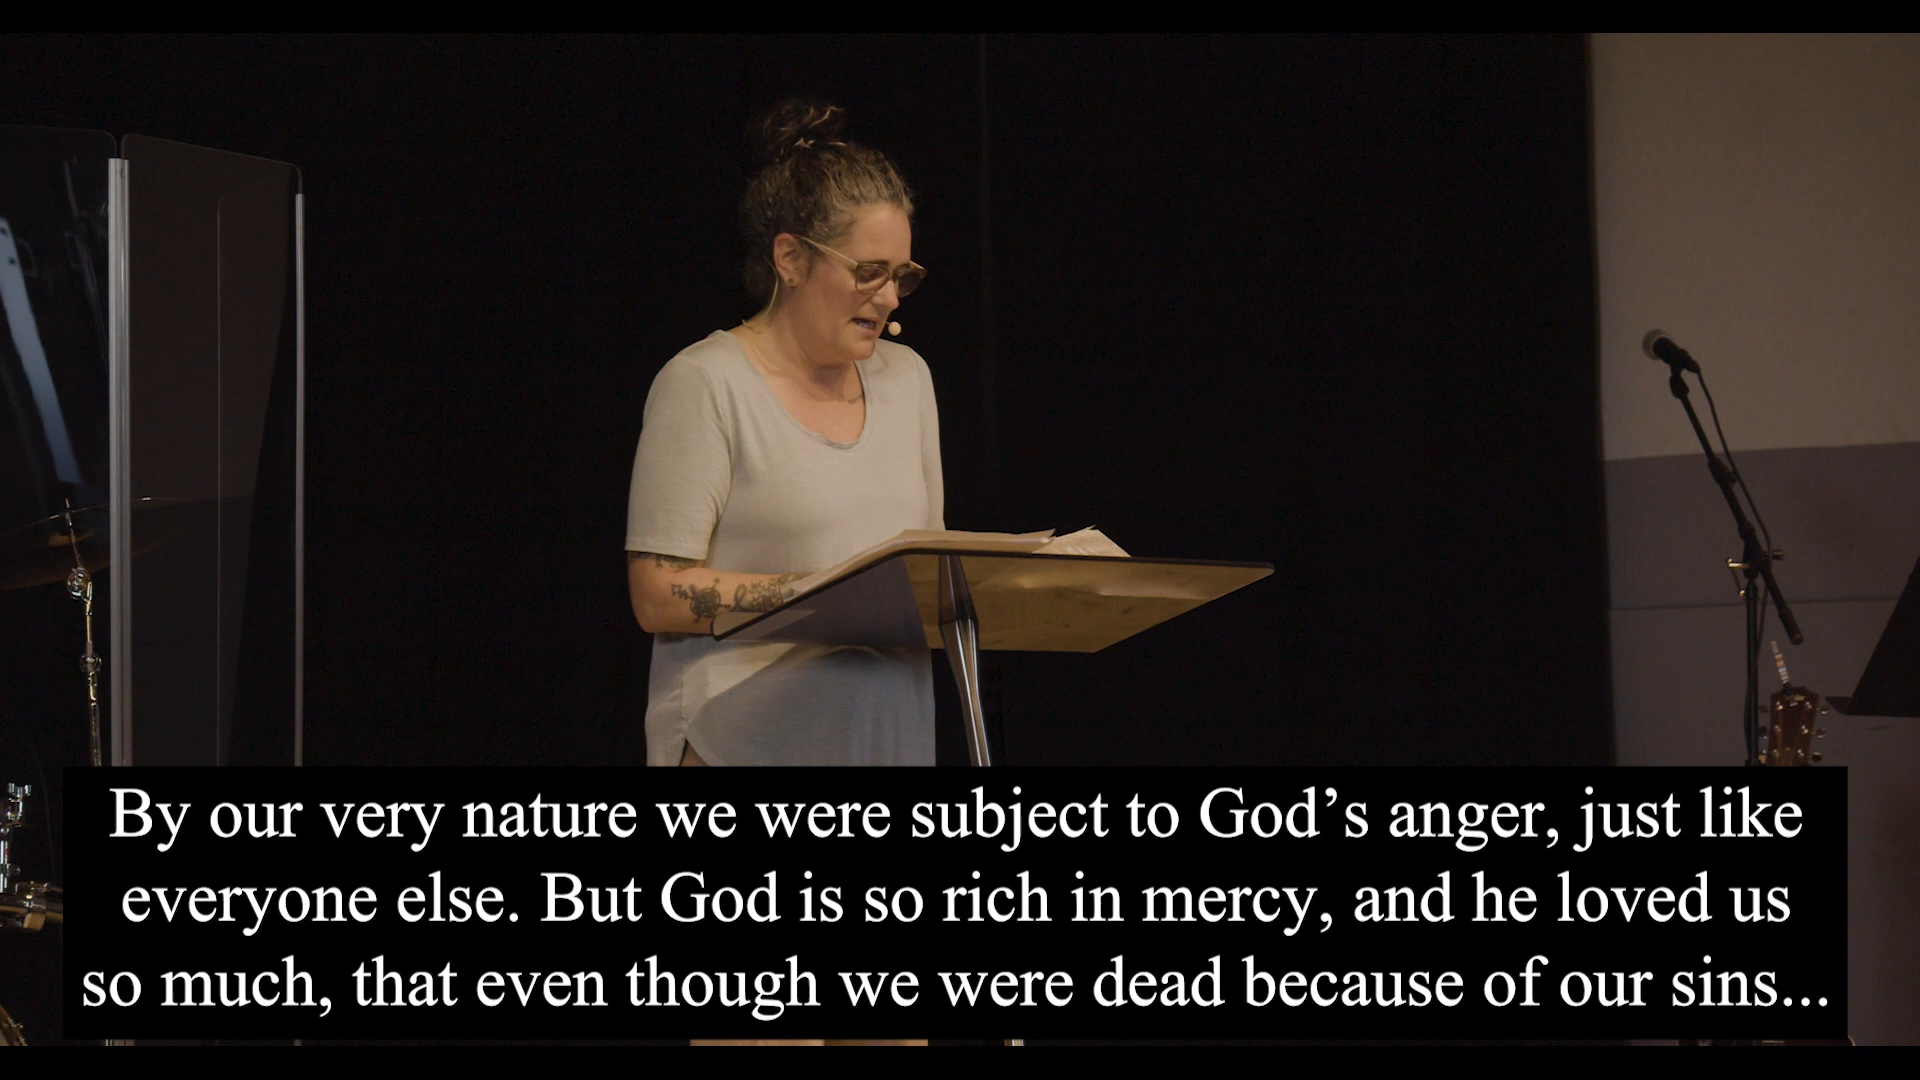 By our very nature we were subject to God’s anger, just like
everyone else. But God is so rich in mercy, and he loved us
so much, that even though we were dead because of our sins...